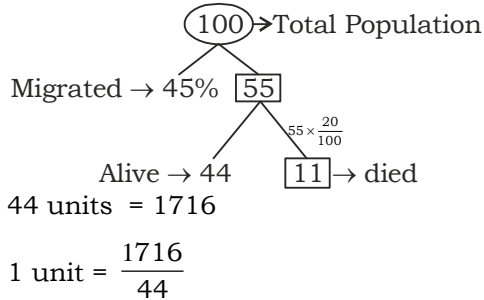 100 → Total Population
Migrated → 45% 55
55 × 20/100
Alive → 44 11 → died
44 units = 1716
1 unit = 1716/44